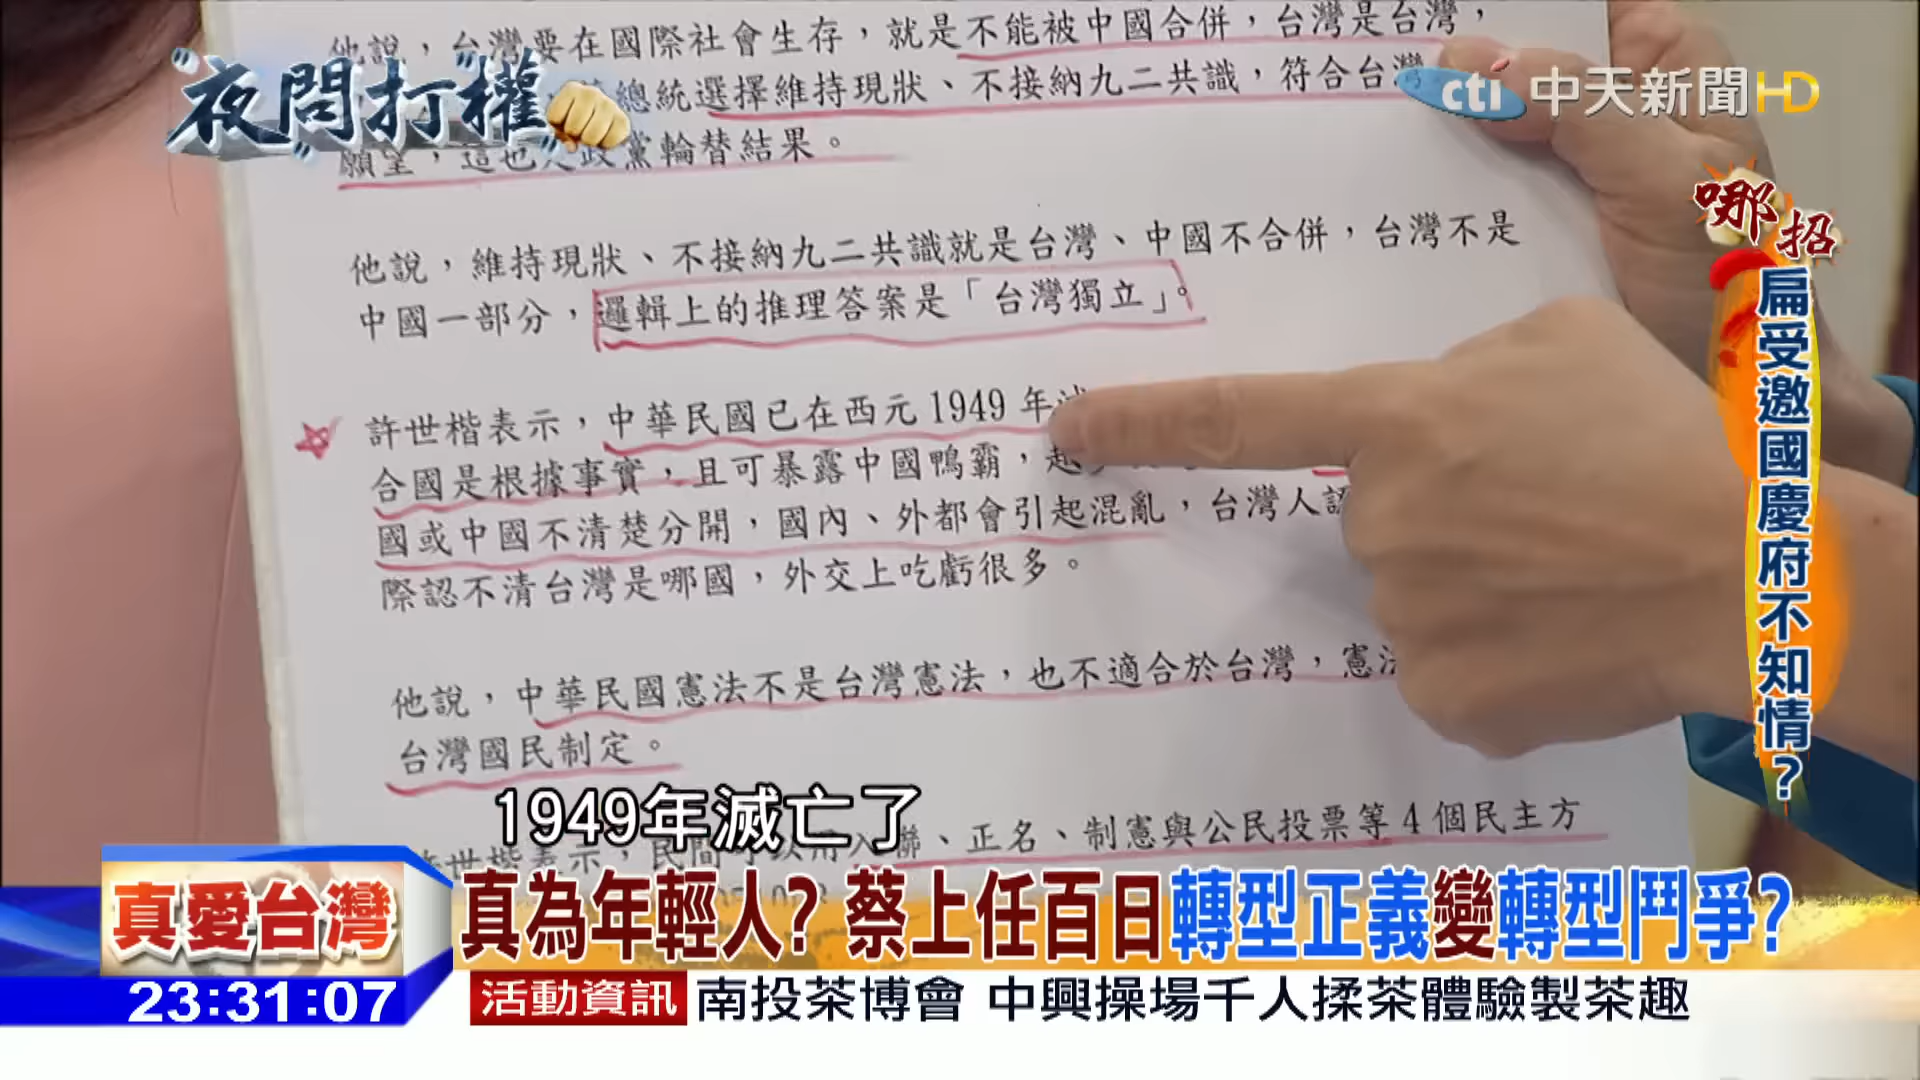 他說，台灣要在國際社會生存，就是不能被中國合併，台灣是台灣，
總統選擇維持現狀、不接納九二共識，符合台灣
願望，這也是政黨輪替結果。
"夜問打權"
cti 中天新聞HD
哪招
扁受邀國慶府不知情？
他說，維持現狀、不接納九二共識就是台灣、中國不合併，台灣不是
中國一部分，邏輯上的推理答案是「台灣獨立」。
許世楷表示，中華民國已在西元1949年
合國是根據事實，且可暴露中國鴨霸，起
國或中國不清楚分開，國內、外都會引起混亂，台灣人認
際認不清台灣是哪國，外交上吃虧很多。
他說，中華民國憲法不是台灣憲法，也不適合於台灣，憲法
台灣國民制定。
許世楷表示，民間可以用入聯、正名、制憲與公民投票等4個民主方
1949年滅亡了
真愛台灣
真為年輕人？蔡上任百日轉型正義變轉型鬥爭？
23:31:07
活動資訊 南投茶博會 中興操場千人揉茶體驗製茶趣